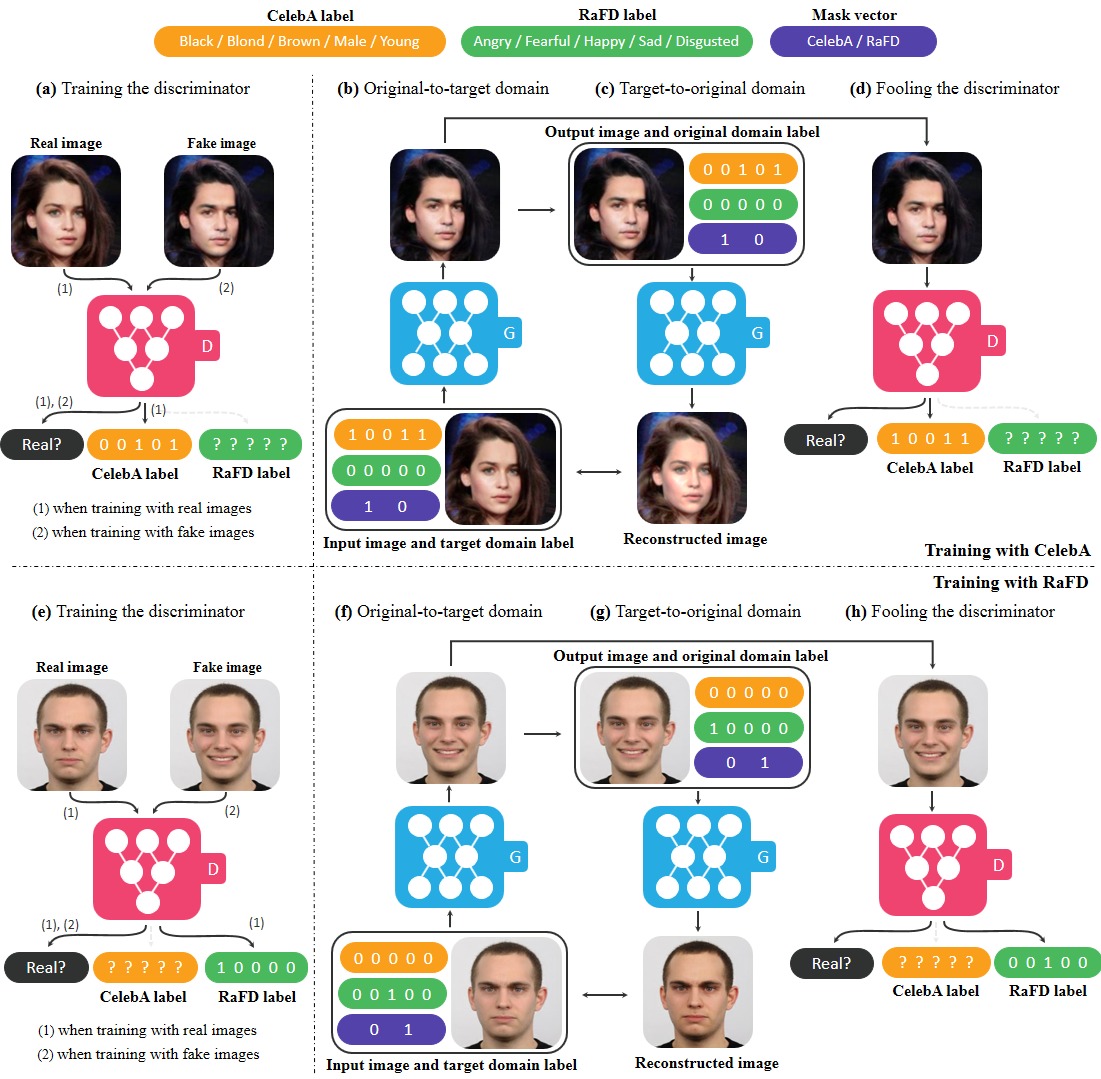 CelebA label
RaFD label
Mask vector
Black / Blond / Brown / Male / Young
Angry / Fearful / Happy / Sad / Disgusted
CelebA / RaFD
(a) Training the discriminator
(b) Original-to-target domain
(c) Target-to-original domain
(d) Fooling the discriminator
Real image
Fake image
(1)
(2)
D
(1), (2)
(1)
Real?
0 0 1 0 1
? ? ? ? ?
CelebA label
RaFD label
(1) when training with real images
(2) when training with fake images
G
1 0 0 1 1
0 0 0 0 0
1 0
Input image and target domain label
Output image and original domain label
0 0 1 0 1
0 0 0 0 0
1 0
G
Reconstructed image
D
Real?
1 0 0 1 1
? ? ? ? ?
CelebA label
RaFD label
Training with CelebA
Training with RaFD
(e) Training the discriminator
(f) Original-to-target domain
(g) Target-to-original domain
(h) Fooling the discriminator
Real image
Fake image
(1)
(2)
D
(1), (2)
(1)
Real?
? ? ? ? ?
1 0 0 0 0
CelebA label
RaFD label
(1) when training with real images
(2) when training with fake images
G
0 0 0 0 0
0 0 1 0 0
0 1
Input image and target domain label
Output image and original domain label
0 0 0 0 0
1 0 0 0 0
0 1
G
Reconstructed image
D
Real?
? ? ? ? ?
0 0 1 0 0
CelebA label
RaFD label